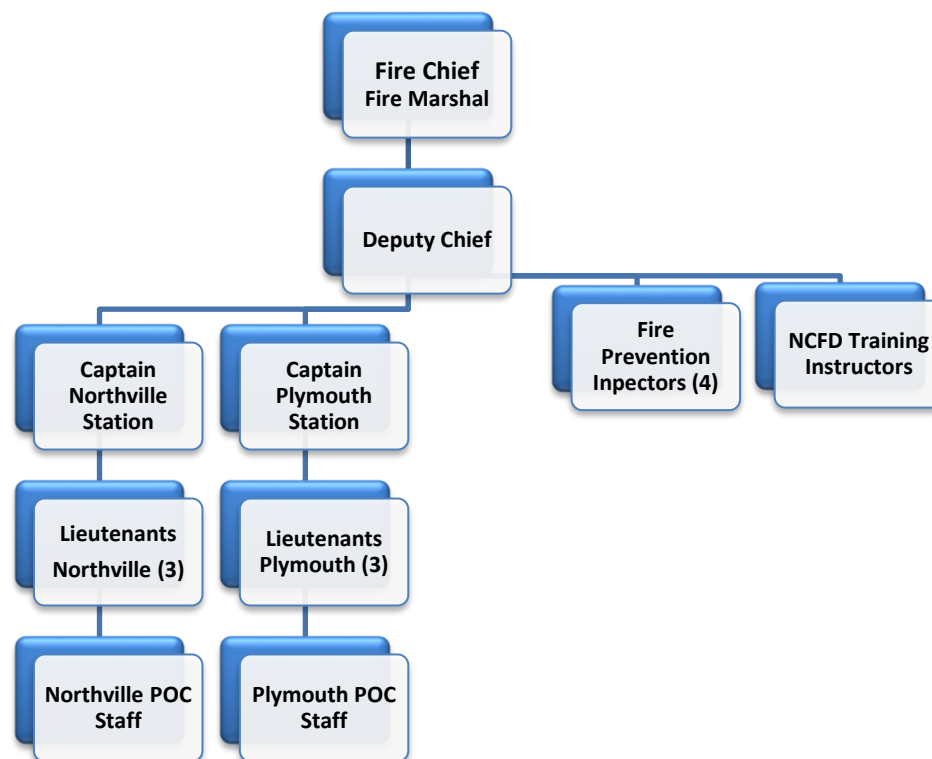 Fire Chief
Fire Marshal
Deputy Chief
Captain
Northville
Station
Captain
Plymouth
Station
Fire
Prevention
Inpectors (4)
NCFD Training
Instructors
Lieutenants
Northville (3)
Lieutenants
Plymouth (3)
Northville POC
Staff
Plymouth POC
Staff